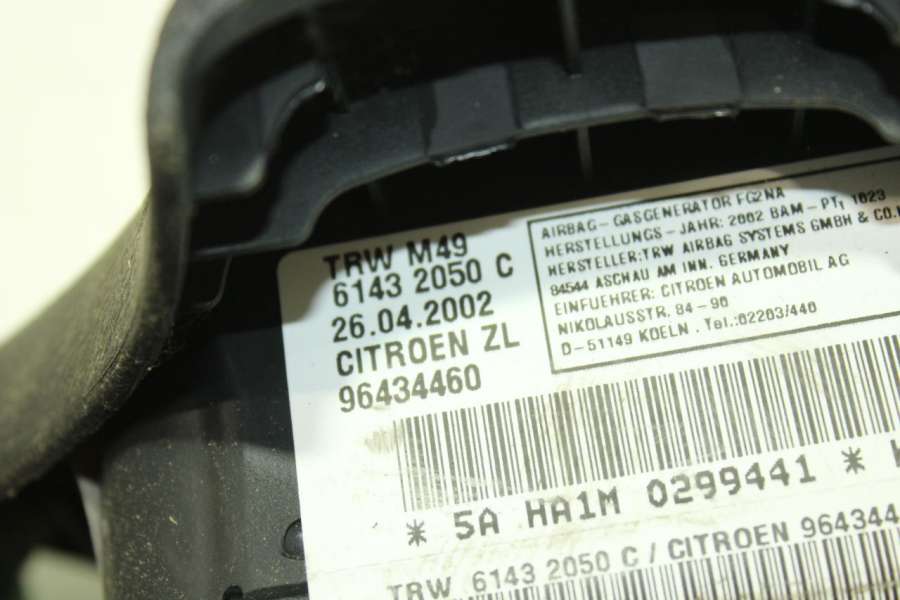 TRW M49
6143 2050 C
26.04.2002
CITROEN ZL
96434460
AIRBAG-GASGENERATOR FG2NA
HERSTELLUNGS-JAHR: 2002 BAM-PT1 1023
HERSTELLER:TRW AIRBAG SYSTEMS GMBH & CO.
84544 ASCHAU AM INN. GERMANY
EINFUEHRER: CITROEN AUTOMOBIL AG
NIKOLAUSSTR. 84-90
D-51149 KOELN . Tel.:02203/440
* 5A HA1M 0299441 *
TRW 6143 2050 C / CITROEN 964344